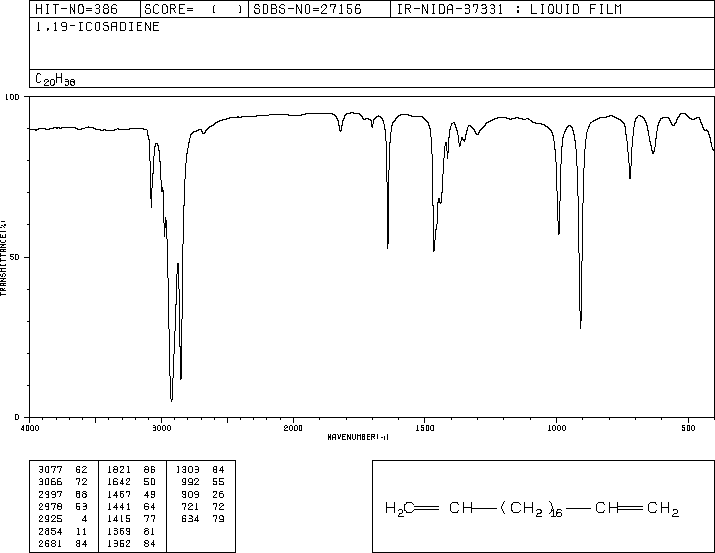 HIT-NO=386 SCORE= ( ) SDBS-NO=27156 IR-NIDA-37331 : LIQUID FILM
1,19-ICOSADIENE
C20H38
100
50
0
TRANSMITTANCE(%)
4000 3000 2000 1500 1000 500
WAVENUMBER(-1)
3077 62 1821 86 1303 84
3066 72 1642 50 992 55
2997 68 1467 49 909 26
2978 53 1441 64 721 72
2925 4 1415 77 634 79
2854 11 1369 81
2681 84 1362 84
H2C CH (CH2)16 CH CH2